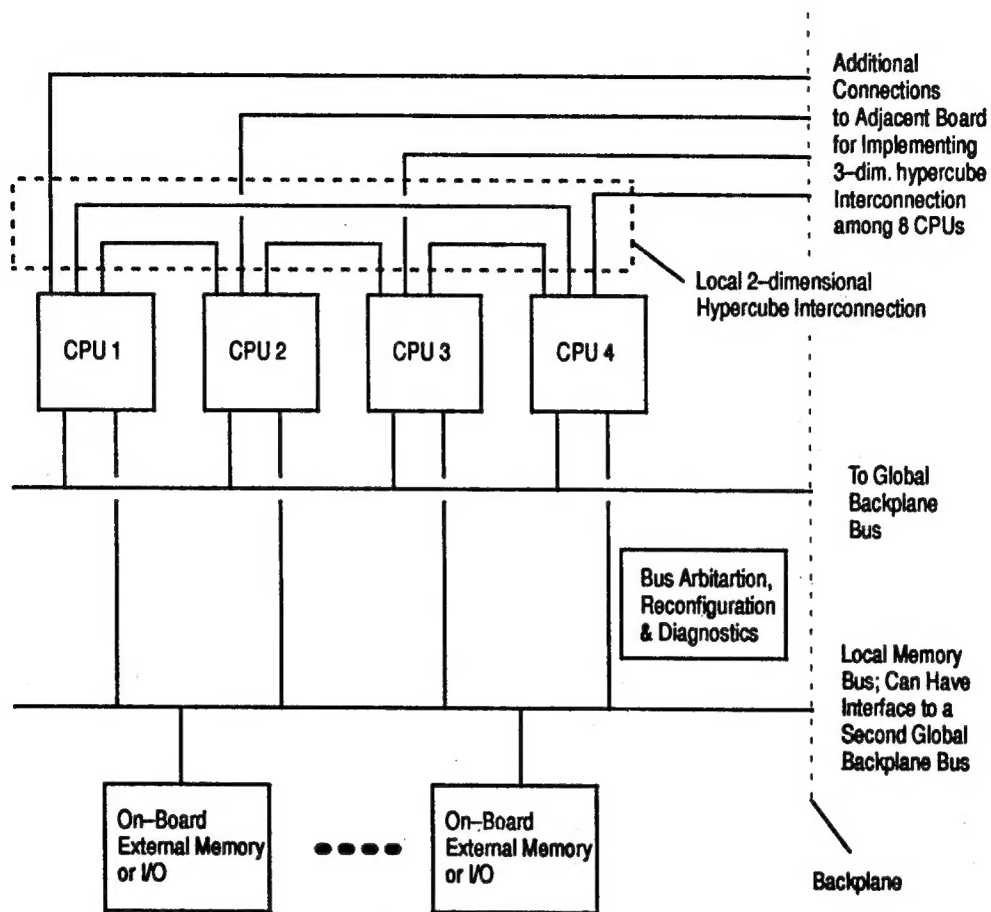 Additional
Connections
to Adjacent Board
for Implementing
3-dim. hypercube
Interconnection
among 8 CPUs
Local 2-dimensional
Hypercube Interconnection
CPU 1
CPU 2
CPU 3
CPU 4
To Global
Backplane
Bus
Bus Arbitartion,
Reconfiguration
& Diagnostics
Local Memory
Bus; Can Have
Interface to a
Second Global
Backplane Bus
On-Board
External Memory
or I/O
On-Board
External Memory
or I/O
Backplane